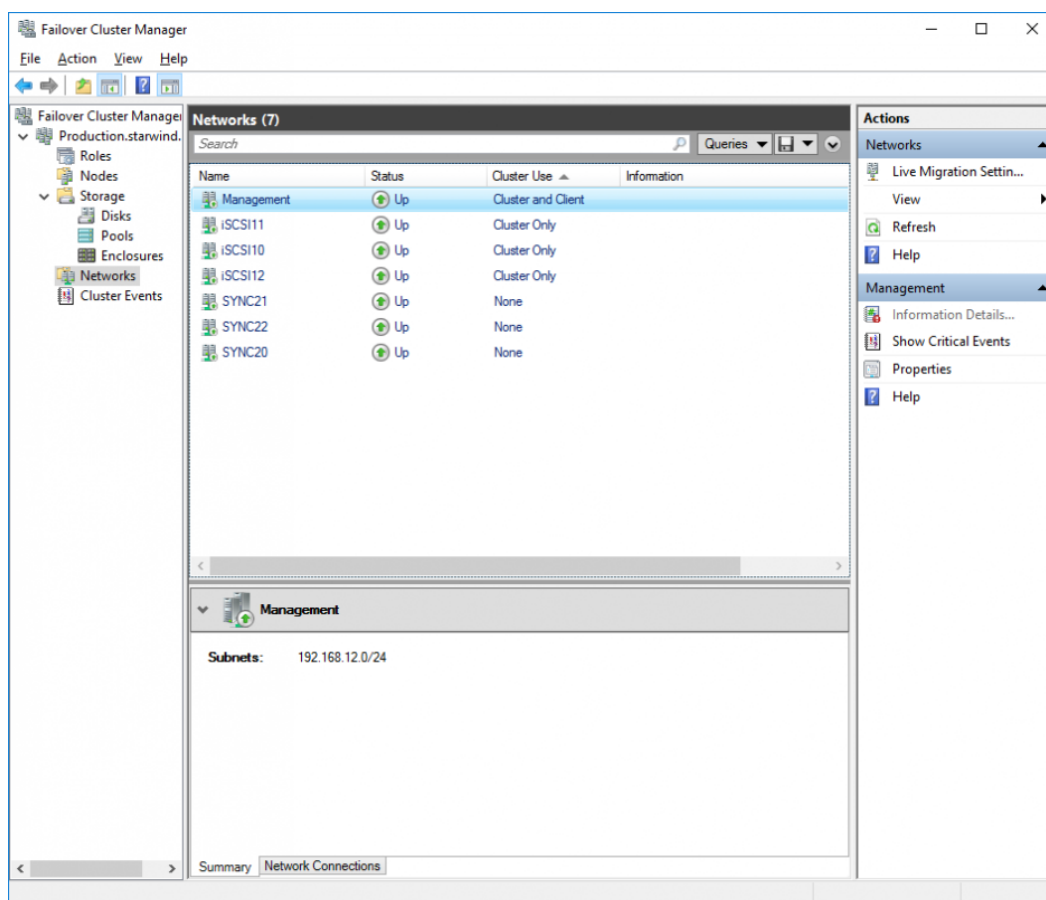 Failover Cluster Manager
File Action View Help
Failover Cluster Manager
Production.starwind.
Roles
Nodes
Storage
Disks
Pools
Enclosures
Networks
Cluster Events
Networks (7)
Search
Queries
Name Status Cluster Use Information
Management Up Cluster and Client
iSCSI11 Up Cluster Only
iSCSI10 Up Cluster Only
iSCSI12 Up Cluster Only
SYNC21 Up None
SYNC22 Up None
SYNC20 Up None
Management
Subnets: 192.168.12.0/24
Summary Network Connections
Actions
Networks
Live Migration Settin...
View
Refresh
Help
Management
Information Details...
Show Critical Events
Properties
Help